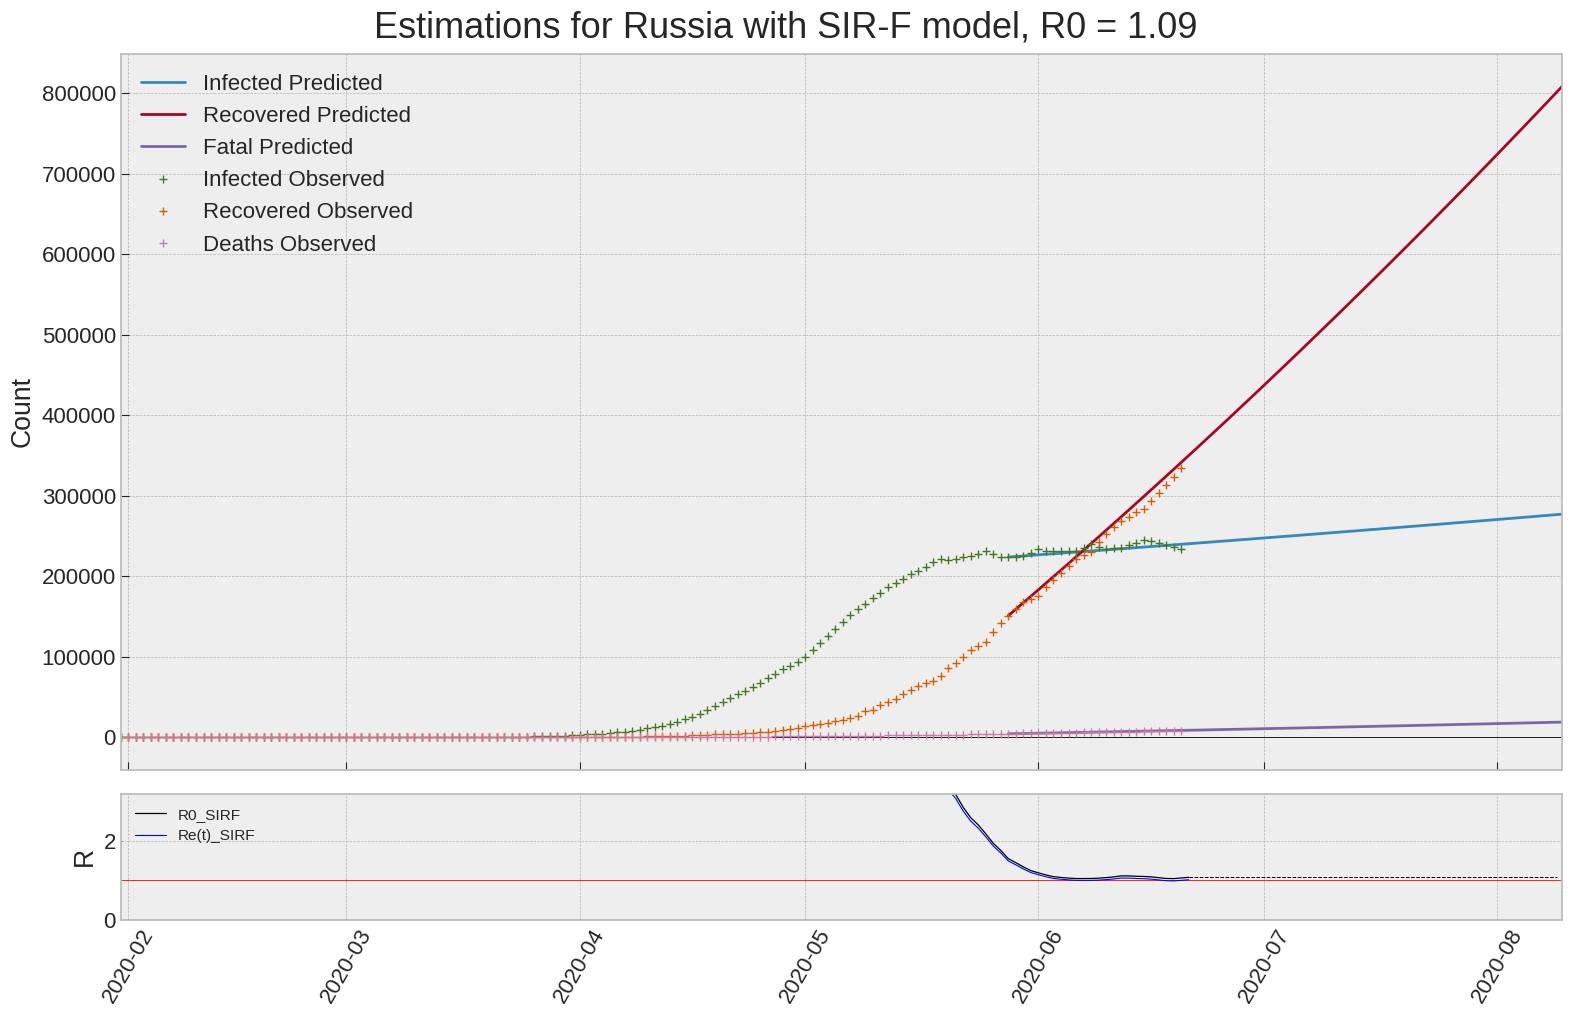 Estimations for Russia with SIR-F model, R0 = 1.09
Infected Predicted
Recovered Predicted
Fatal Predicted
Infected Observed
Recovered Observed
Deaths Observed
800000
700000
600000
500000
400000
300000
200000
100000
0
Count
R0_SIRF
Re(t)_SIRF
2
0
R
2020-02
2020-03
2020-04
2020-05
2020-06
2020-07
2020-08